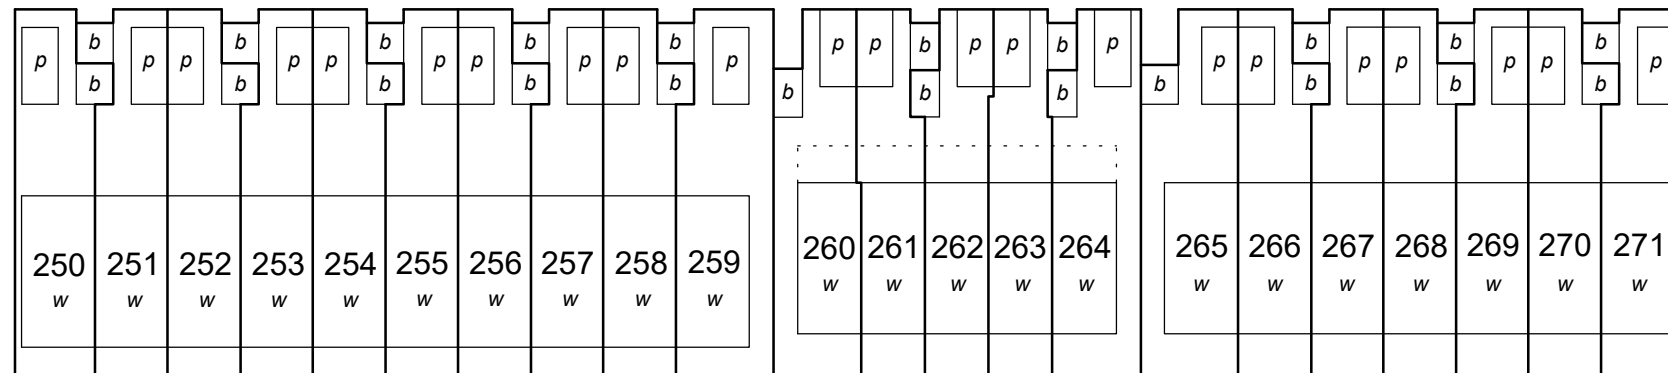 b b b b b p p b p p b p b b b
p p p p p p p p p p p p p p p p p
b b b b b b b b b b b b
250 251 252 253 254 255 256 257 258 259 260 261 262 263 264 265 266 267 268 269 270 271
w w w w w w w w w w w w w w w w w w w w w w